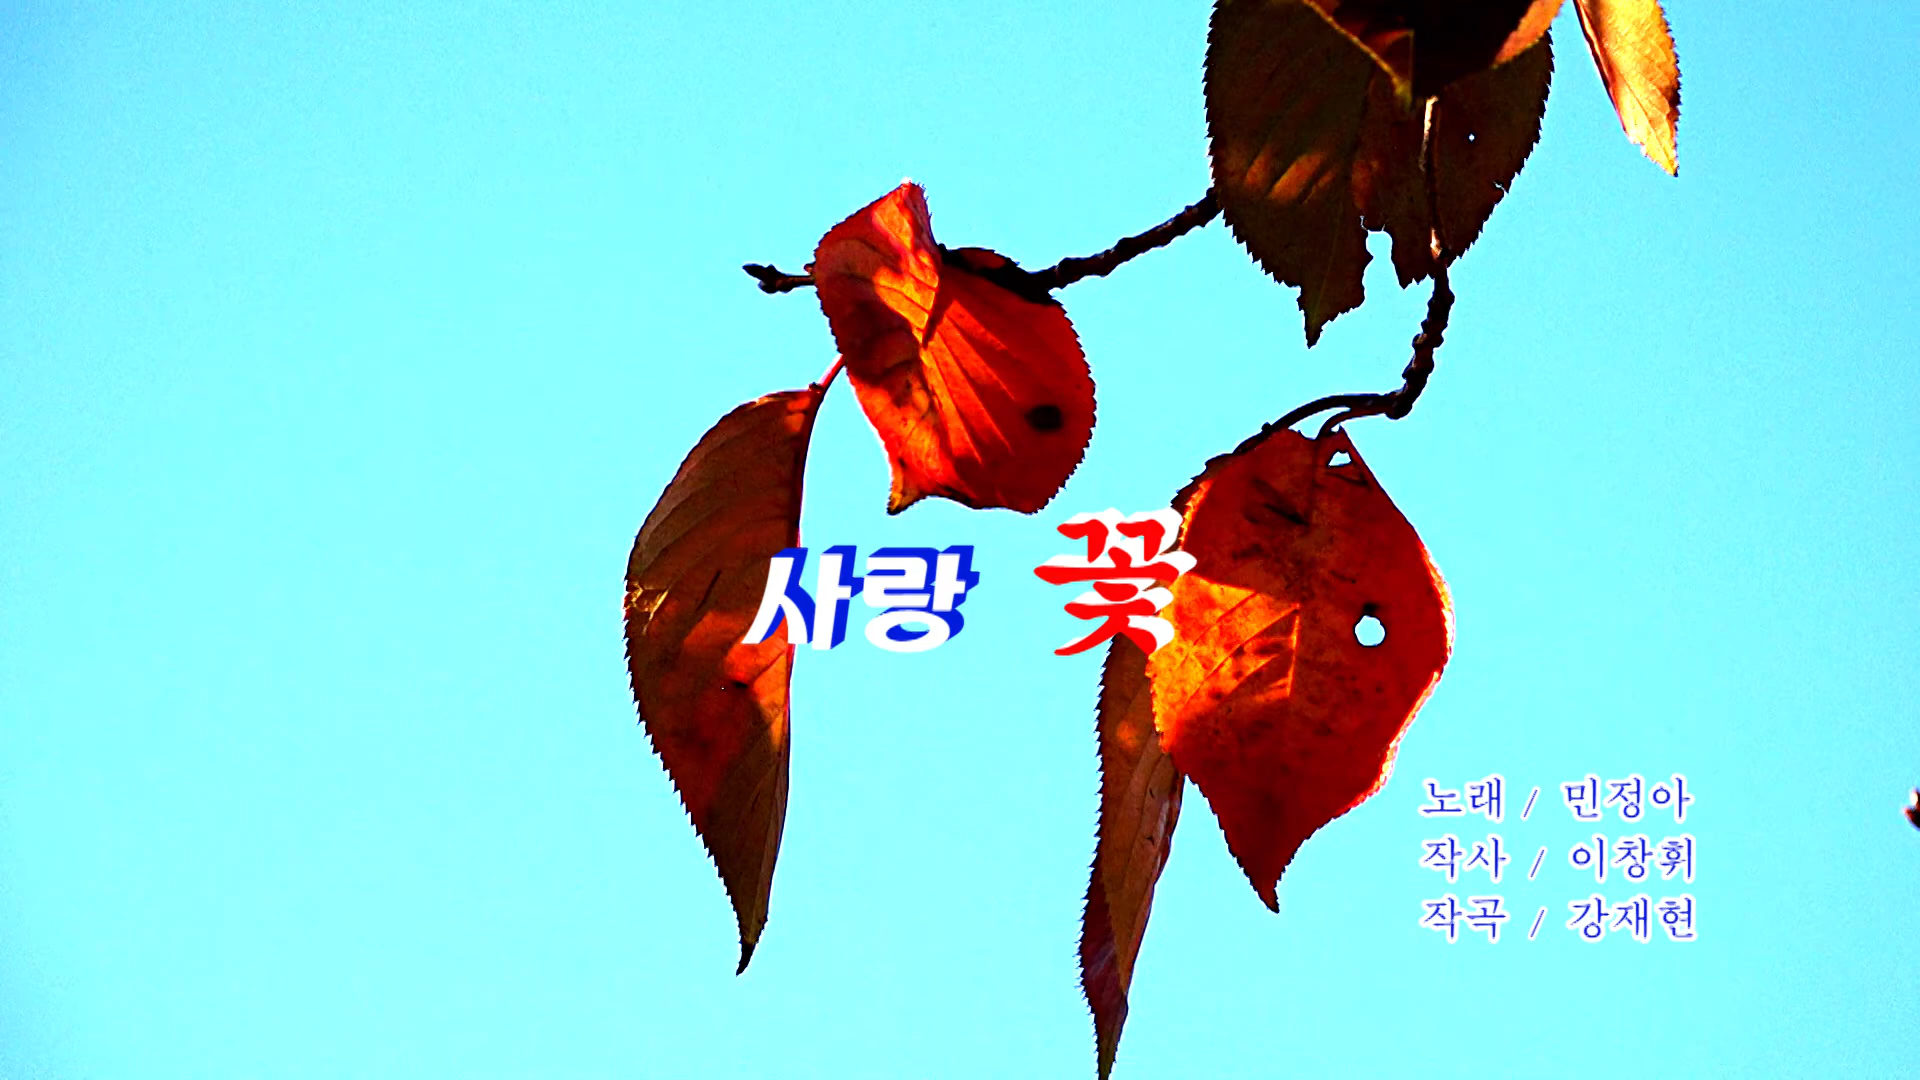 사랑 꽃
노래 / 민정아
작사 / 이창휘
작곡 / 강재현